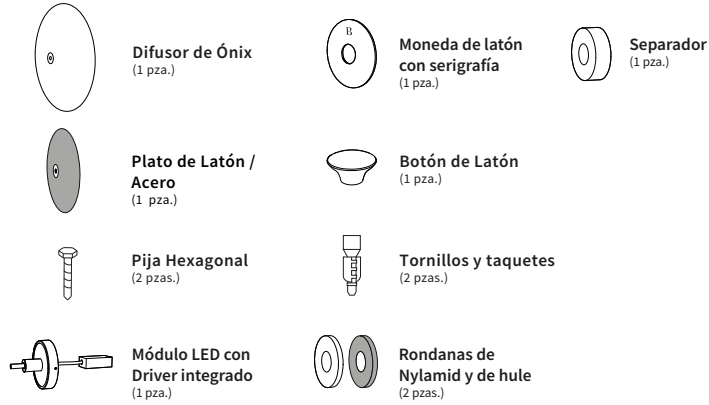 Difusor de Ónix
(1 pza.)
B
Moneda de latón
con serigrafía
(1 pza.)
Separador
(1 pza.)
Plato de Latón /
Acero
(1 pza.)
Botón de Latón
(1 pza.)
Pija Hexagonal
(2 pzas.)
Tornillos y taquetes
(2 pzas.)
Módulo LED con
Driver integrado
(1 pza.)
Rondanas de
Nylamid y de hule
(2 pzas.)